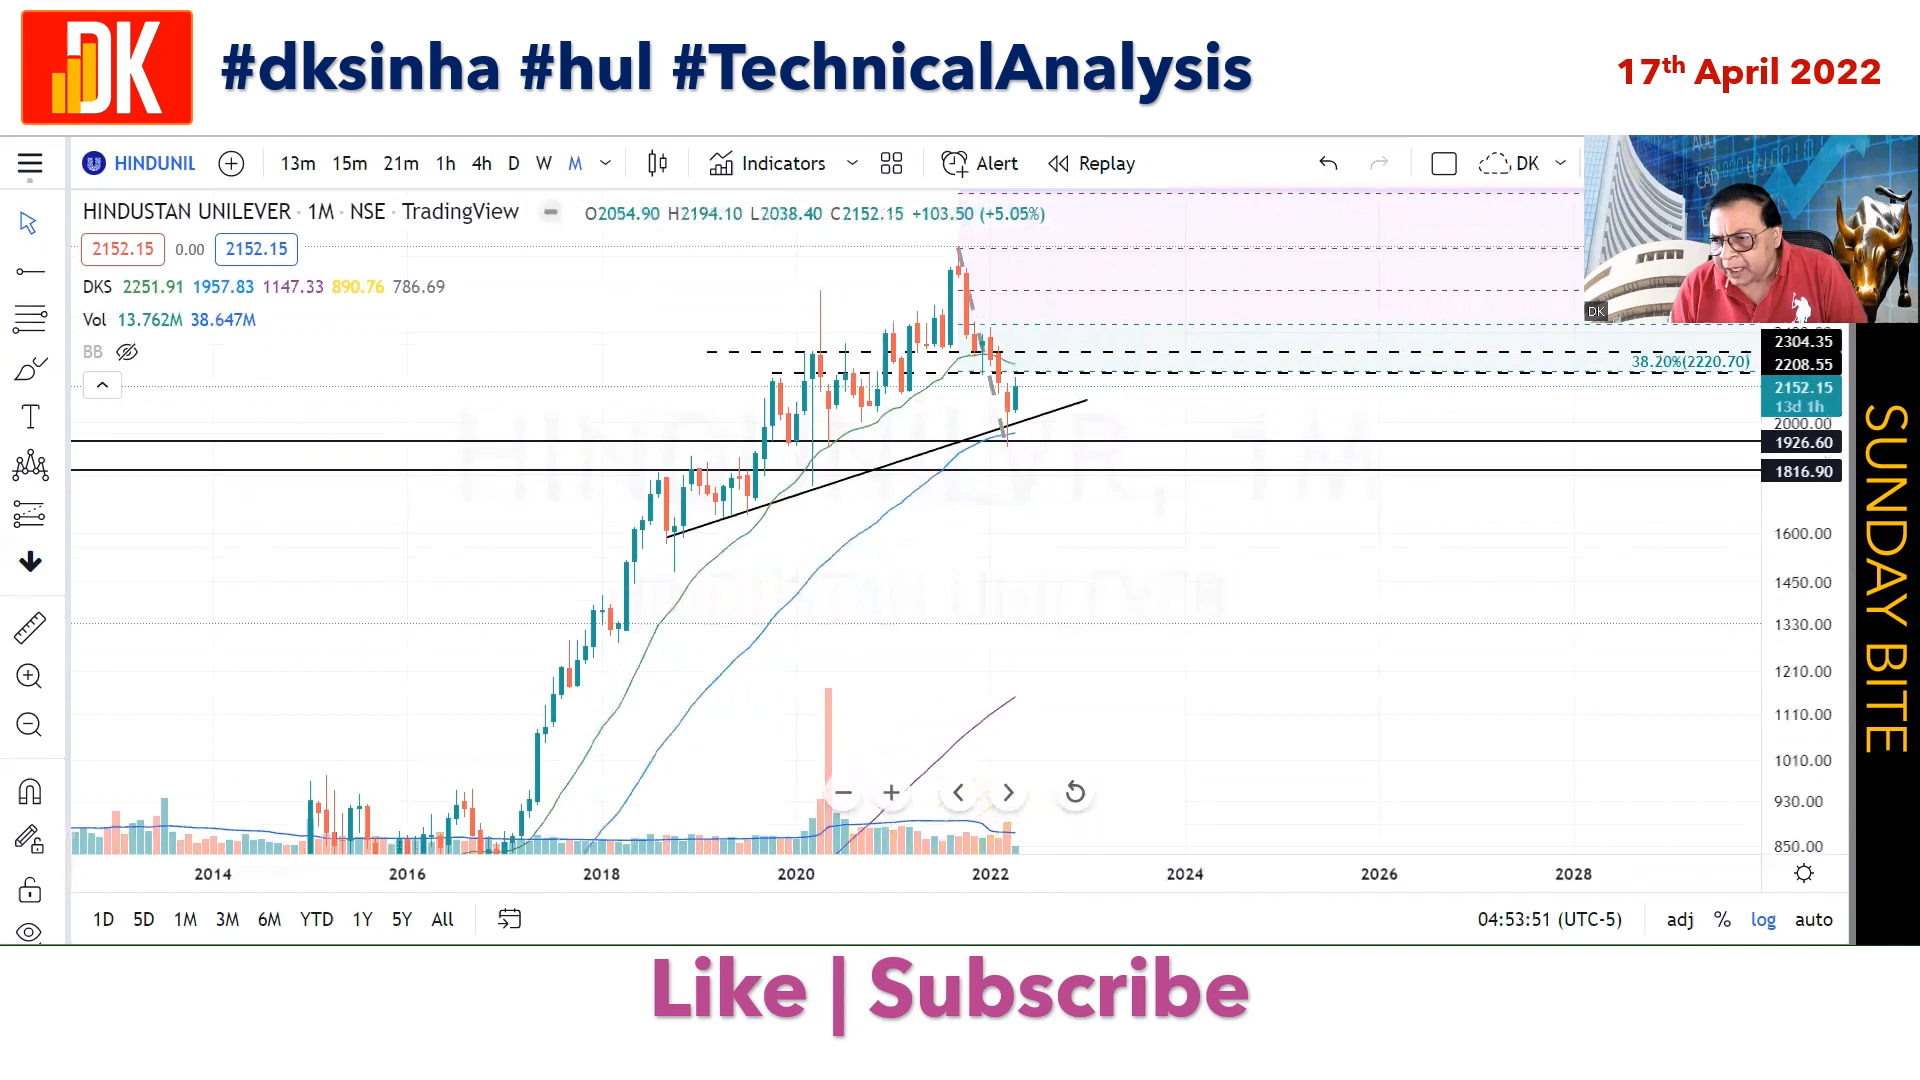 DK
#dksinha #hul #TechnicalAnalysis
17th April 2022
HINDUNIL
13m 15m 21m 1h 4h D W M
Indicators
Alert
Replay
DK
HINDUSTAN UNILEVER · 1M · NSE · TradingView
O2054.90 H2194.10 L2038.40 C2152.15 +103.50 (+5.05%)
2152.15 0.00 2152.15
DKS 2251.91 1957.83 1147.33 890.76 786.69
Vol 13.762M 38.647M
BB
DK
2304.35
38.20%(2220.70)
2208.55
2152.15
13d 1h
2000.00
1926.60
1816.90
1600.00
1450.00
1330.00
1210.00
1110.00
1010.00
930.00
850.00
2014 2016 2018 2020 2022 2024 2026 2028
1D 5D 1M 3M 6M YTD 1Y 5Y All
04:53:51 (UTC-5)
adj % log auto
SUNDAY BITE
Like | Subscribe